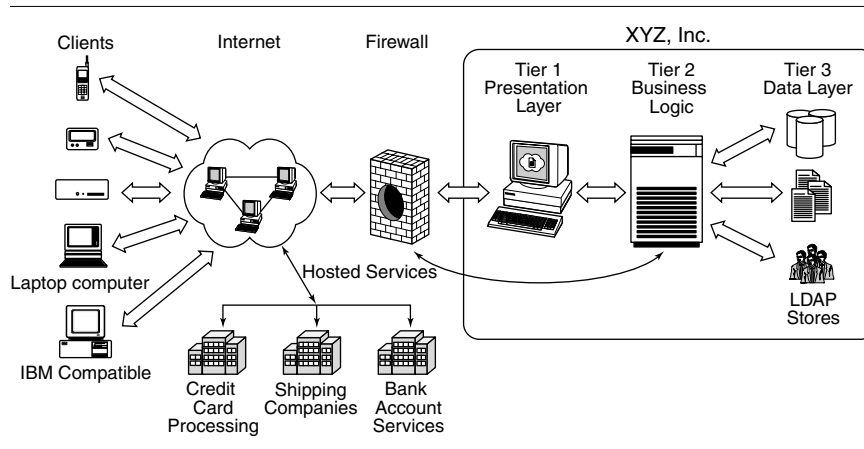 XYZ, Inc.
Clients
Internet
Firewall
Tier 1
Presentation
Layer
Tier 2
Business
Logic
Tier 3
Data Layer
Laptop computer
IBM Compatible
Hosted Services
Credit
Card
Processing
Shipping
Companies
Bank
Account
Services
LDAP
Stores